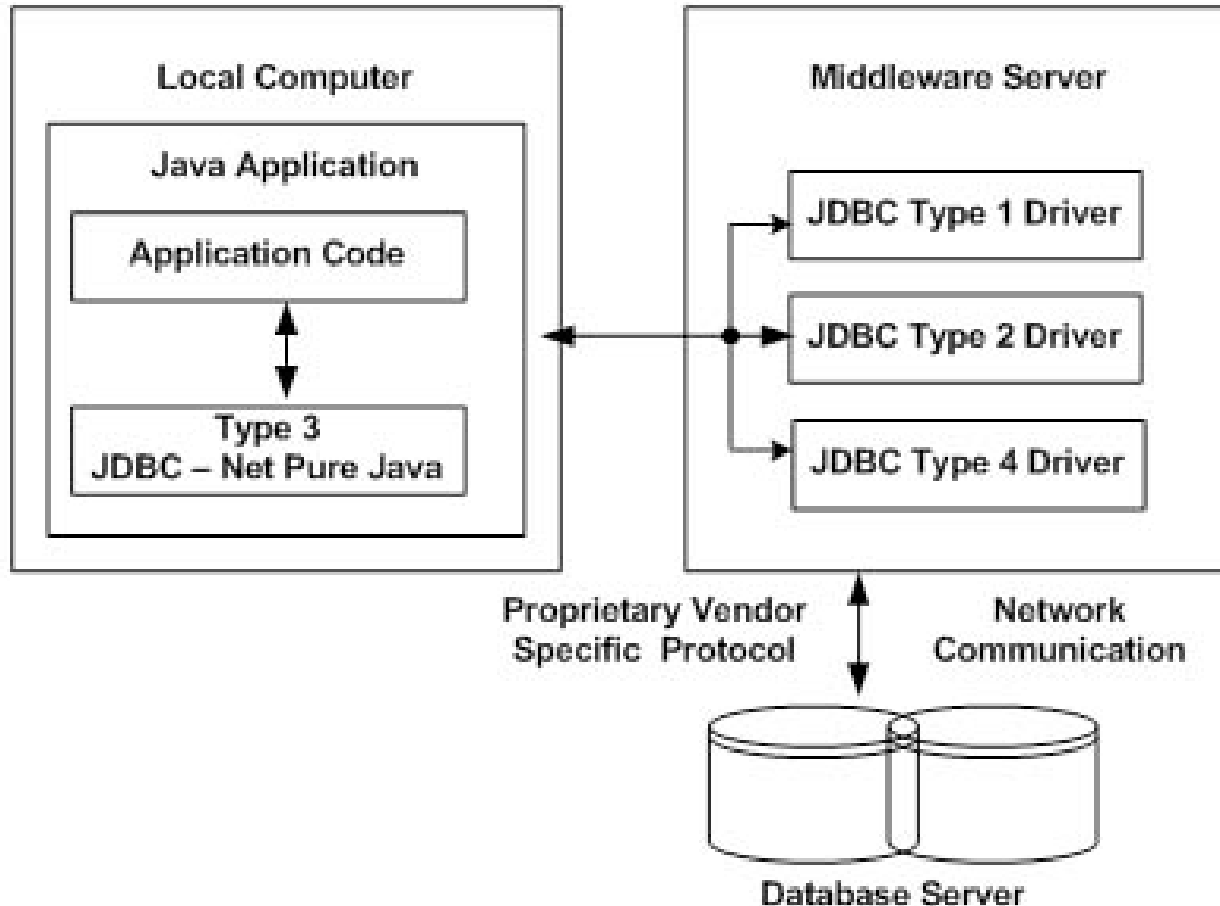 Local Computer
Java Application
Application Code
Type 3
JDBC – Net Pure Java
Middleware Server
JDBC Type 1 Driver
JDBC Type 2 Driver
JDBC Type 4 Driver
Proprietary Vendor
Specific Protocol
Network
Communication
Database Server